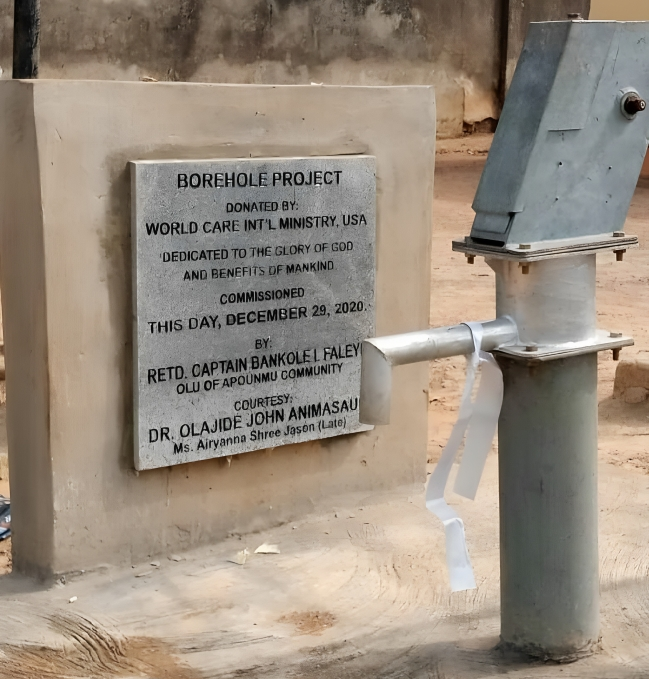 BOREHOLE PROJECT
DONATED BY:
WORLD CARE INT'L MINISTRY, USA
DEDICATED TO THE GLORY OF GOD
AND BENEFITS OF MANKIND
COMMISSIONED
THIS DAY, DECEMBER 29, 2020.
BY:
RETD. CAPTAIN BANKOLE I.
OLU OF APOUNMU COMMUNITY
COURTESY:
DR. OLAJIDE JOHN
Ms. Airyanna Shree Jason (Late)